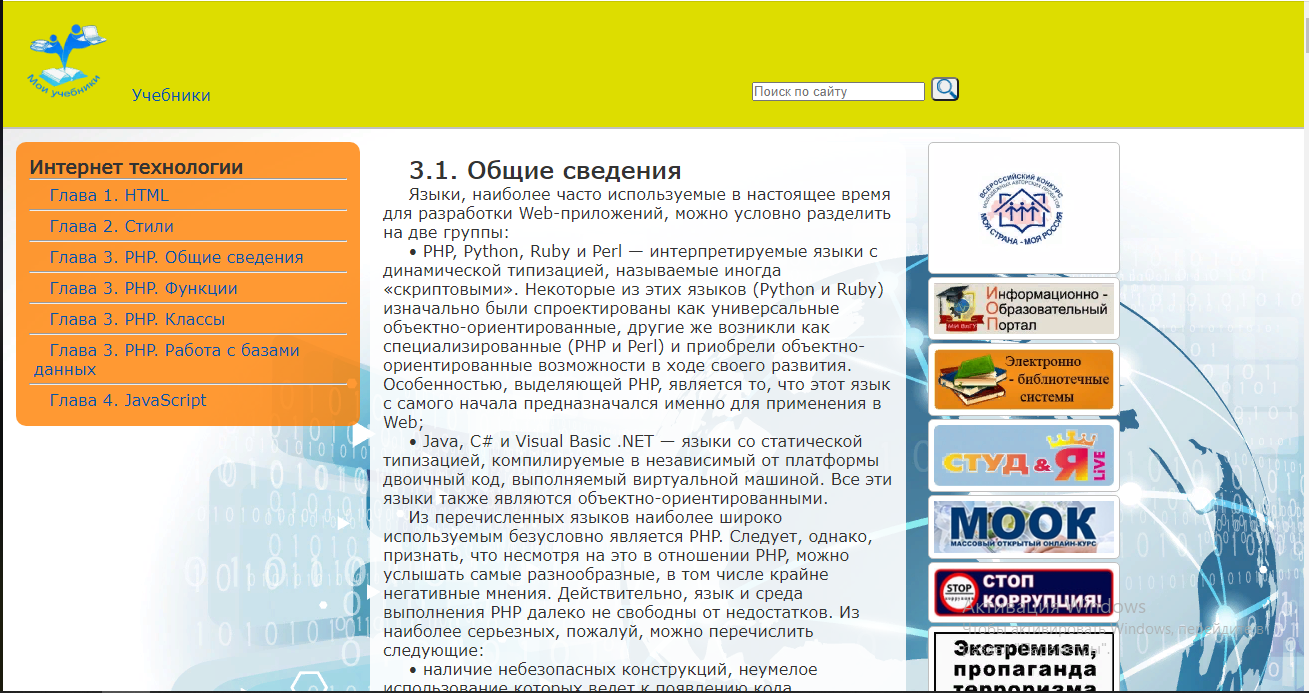 Мои учебники
Учебники
Поиск по сайту
Интернет технологии
Глава 1. HTML
Глава 2. Стили
Глава 3. PHP. Общие сведения
Глава 3. PHP. Функции
Глава 3. PHP. Классы
Глава 3. PHP. Работа с базами
данных
Глава 4. JavaScript
3.1. Общие сведения
Языки, наиболее часто используемые в настоящее время
для разработки Web-приложений, можно условно разделить
на две группы:
• PHP, Python, Ruby и Perl — интерпретируемые языки с
динамической типизацией, называемые иногда
«скриптовыми». Некоторые из этих языков (Python и Ruby)
изначально были спроектированы как универсальные
объектно-ориентированные, другие же возникли как
специализированные (PHP и Perl) и приобрели объектно-
ориентированные возможности в ходе своего развития.
Особенностью, выделяющей PHP, является то, что этот язык
с самого начала предназначался именно для применения в
Web;
• Java, C# и Visual Basic .NET — языки со статической
типизацией, компилируемые в независимый от платформы
двоичный код, выполняемый виртуальной машиной. Все эти
языки также являются объектно-ориентированными.
Из перечисленных языков наиболее широко
используемым безусловно является PHP. Следует, однако,
признать, что несмотря на это в отношении PHP, можно
услышать самые разнообразные, в том числе крайне
негативные мнения. Действительно, язык и среда
выполнения PHP далеко не свободны от недостатков. Из
наиболее серьезных, пожалуй, можно перечислить
следующие:
• наличие небезопасных конструкций, неумелое
использование которых ведет к появлению кода,
ВСЕРОССИЙСКИЙ КОНКУРС
МОЯ СТРАНА - МОЯ РОССИЯ
Информационно -
Образовательный
Портал
МИ ВлГУ
Электронно
- библиотечные
системы
СТУД & Я LIVE
МООК
МАССОВЫЙ ОТКРЫТЫЙ ОНЛАЙН-КУРС
STOP
коррупция
СТОП
КОРРУПЦИЯ!
Активация Windows
Чтобы активировать Windows,
Экстремизм,
пропаганда
терроризма